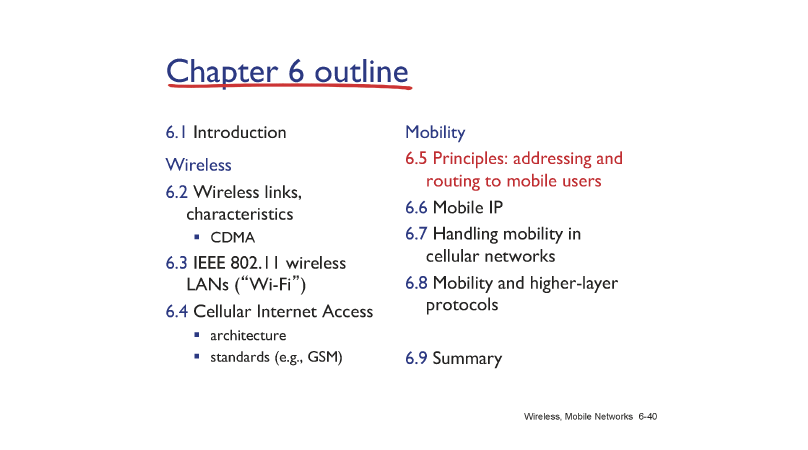 Chapter 6 outline
6.1 Introduction
Wireless
6.2 Wireless links,
characteristics
▪ CDMA
6.3 IEEE 802.11 wireless
LANs (“Wi-Fi”)
6.4 Cellular Internet Access
▪ architecture
▪ standards (e.g., GSM)
Mobility
6.5 Principles: addressing and
routing to mobile users
6.6 Mobile IP
6.7 Handling mobility in
cellular networks
6.8 Mobility and higher-layer
protocols
6.9 Summary
Wireless, Mobile Networks 6-40